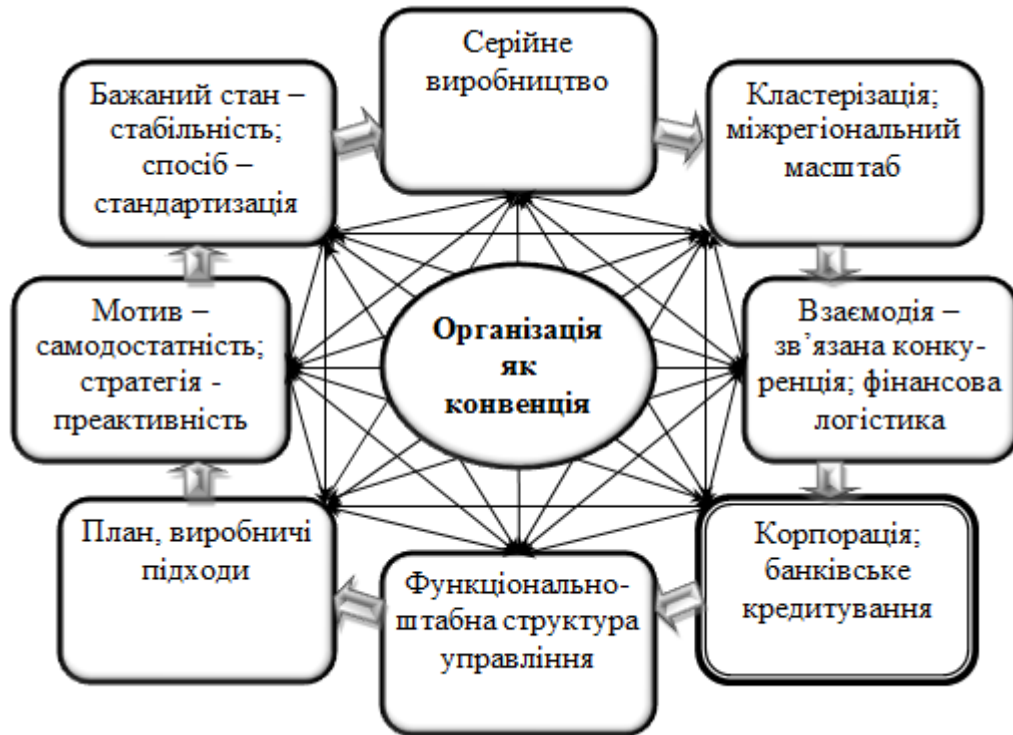 Серійне
виробництво
Бажаний стан –
стабільність;
спосіб –
стандартизація
Кластерізація;
міжрегіональний
масштаб
Мотив –
самодостатність;
стратегія -
преактивність
Організація
як
конвенція
Взаємодія –
зв’язана конку-
ренція; фінансова
логістика
План, виробничі
підходи
Функціонально-
штабна структура
управління
Корпорація;
банківське
кредитування